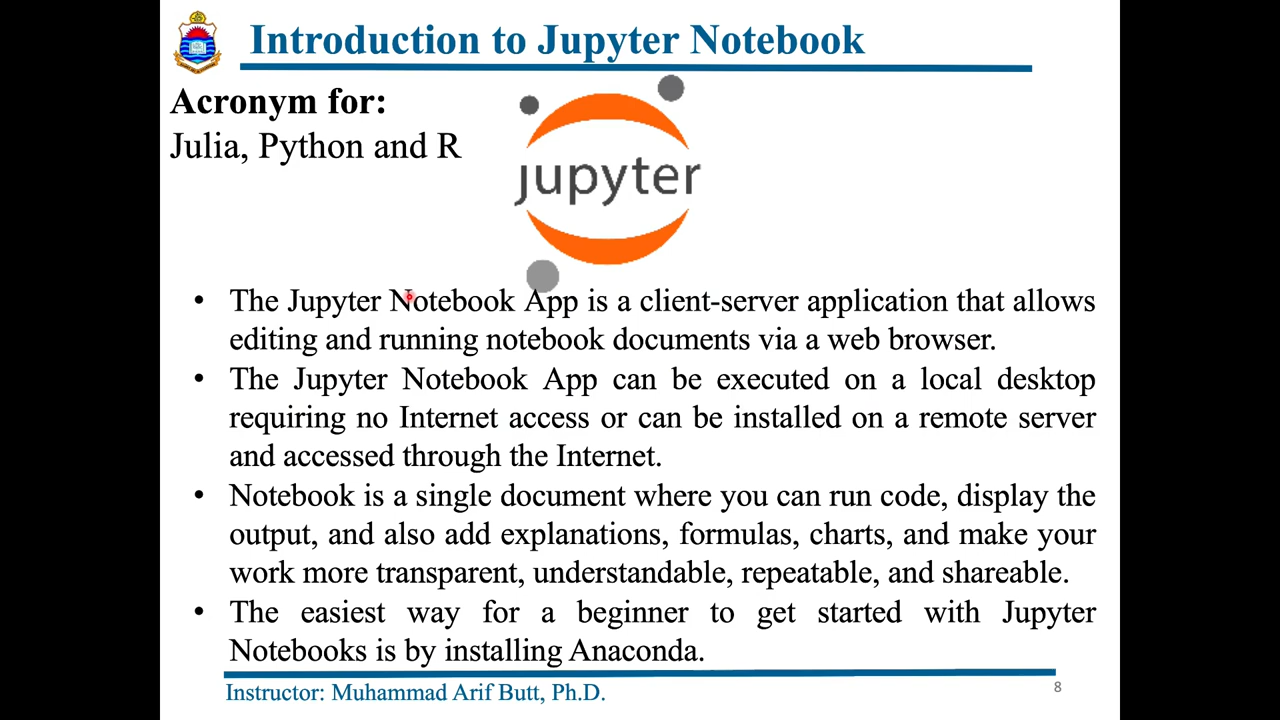 Introduction to Jupyter Notebook
Acronym for:
Julia, Python and R
jupyter
• The Jupyter Notebook App is a client-server application that allows
editing and running notebook documents via a web browser.
• The Jupyter Notebook App can be executed on a local desktop
requiring no Internet access or can be installed on a remote server
and accessed through the Internet.
• Notebook is a single document where you can run code, display the
output, and also add explanations, formulas, charts, and make your
work more transparent, understandable, repeatable, and shareable.
• The easiest way for a beginner to get started with Jupyter
Notebooks is by installing Anaconda.
Instructor: Muhammad Arif Butt, Ph.D.
8